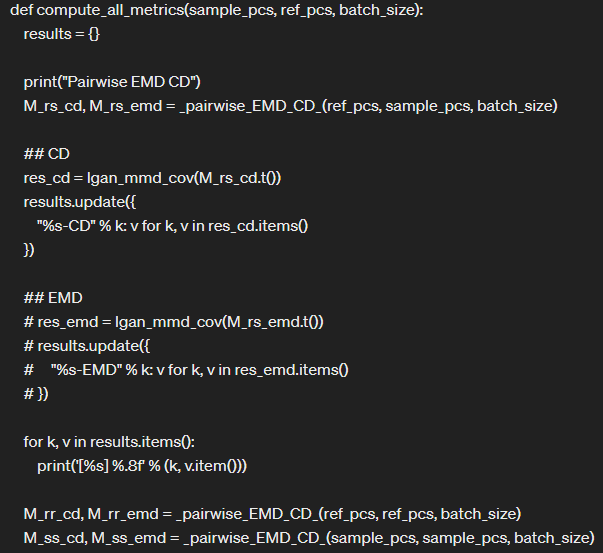 def compute_all_metrics(sample_pcs, ref_pcs, batch_size):
    results = {}

    print("Pairwise EMD CD")
    M_rs_cd, M_rs_emd = _pairwise_EMD_CD_(ref_pcs, sample_pcs, batch_size)

    ## CD
    res_cd = lgan_mmd_cov(M_rs_cd.t())
    results.update({
        "%s-CD" % k: v for k, v in res_cd.items()
    })

    ## EMD
    # res_emd = lgan_mmd_cov(M_rs_emd.t())
    # results.update({
    #     "%s-EMD" % k: v for k, v in res_emd.items()
    # })

    for k, v in results.items():
        print('[%s] %.8f' % (k, v.item()))

    M_rr_cd, M_rr_emd = _pairwise_EMD_CD_(ref_pcs, ref_pcs, batch_size)
    M_ss_cd, M_ss_emd = _pairwise_EMD_CD_(sample_pcs, sample_pcs, batch_size)